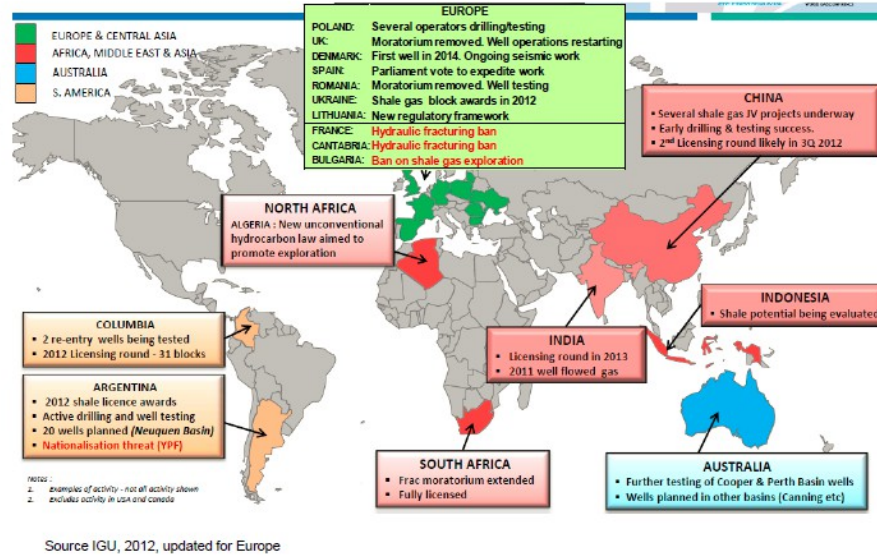 EUROPE & CENTRAL ASIA
AFRICA, MIDDLE EAST & ASIA
AUSTRALIA
S. AMERICA
EUROPE
POLAND: Several operators drilling/testing
UK: Moratorium removed. Well operations restarting
DENMARK: First well in 2014. Ongoing seismic work
SPAIN: Parliament vote to expedite work
ROMANIA: Moratorium removed. Well testing
UKRAINE: Shale gas block awards in 2012
LITHUANIA: New regulatory framework
FRANCE: Hydraulic fracturing ban
CANTABRIA: Hydraulic fracturing ban
BULGARIA: Ban on shale gas exploration
CHINA
▪ Several shale gas JV projects underway
▪ Early drilling & testing success.
▪ 2nd Licensing round likely in 3Q 2012
NORTH AFRICA
ALGERIA : New unconventional
hydrocarbon law aimed to
promote exploration
INDONESIA
▪ Shale potential being evaluated
COLUMBIA
▪ 2 re-entry wells being tested
▪ 2012 Licensing round - 31 blocks
INDIA
▪ Licensing round in 2013
▪ 2011 well flowed gas
ARGENTINA
▪ 2012 shale licence awards
▪ Active drilling and well testing
▪ 20 wells planned (Neuquen Basin)
▪ Nationalisation threat (YPF)
SOUTH AFRICA
▪ Frac moratorium extended
▪ Fully licensed
AUSTRALIA
▪ Further testing of Cooper & Perth Basin wells
▪ Wells planned in other basins (Canning etc)
Notes :
1. Examples of activity - not all activity shown
2. Excludes activity in USA and Canada
Source IGU, 2012, updated for Europe